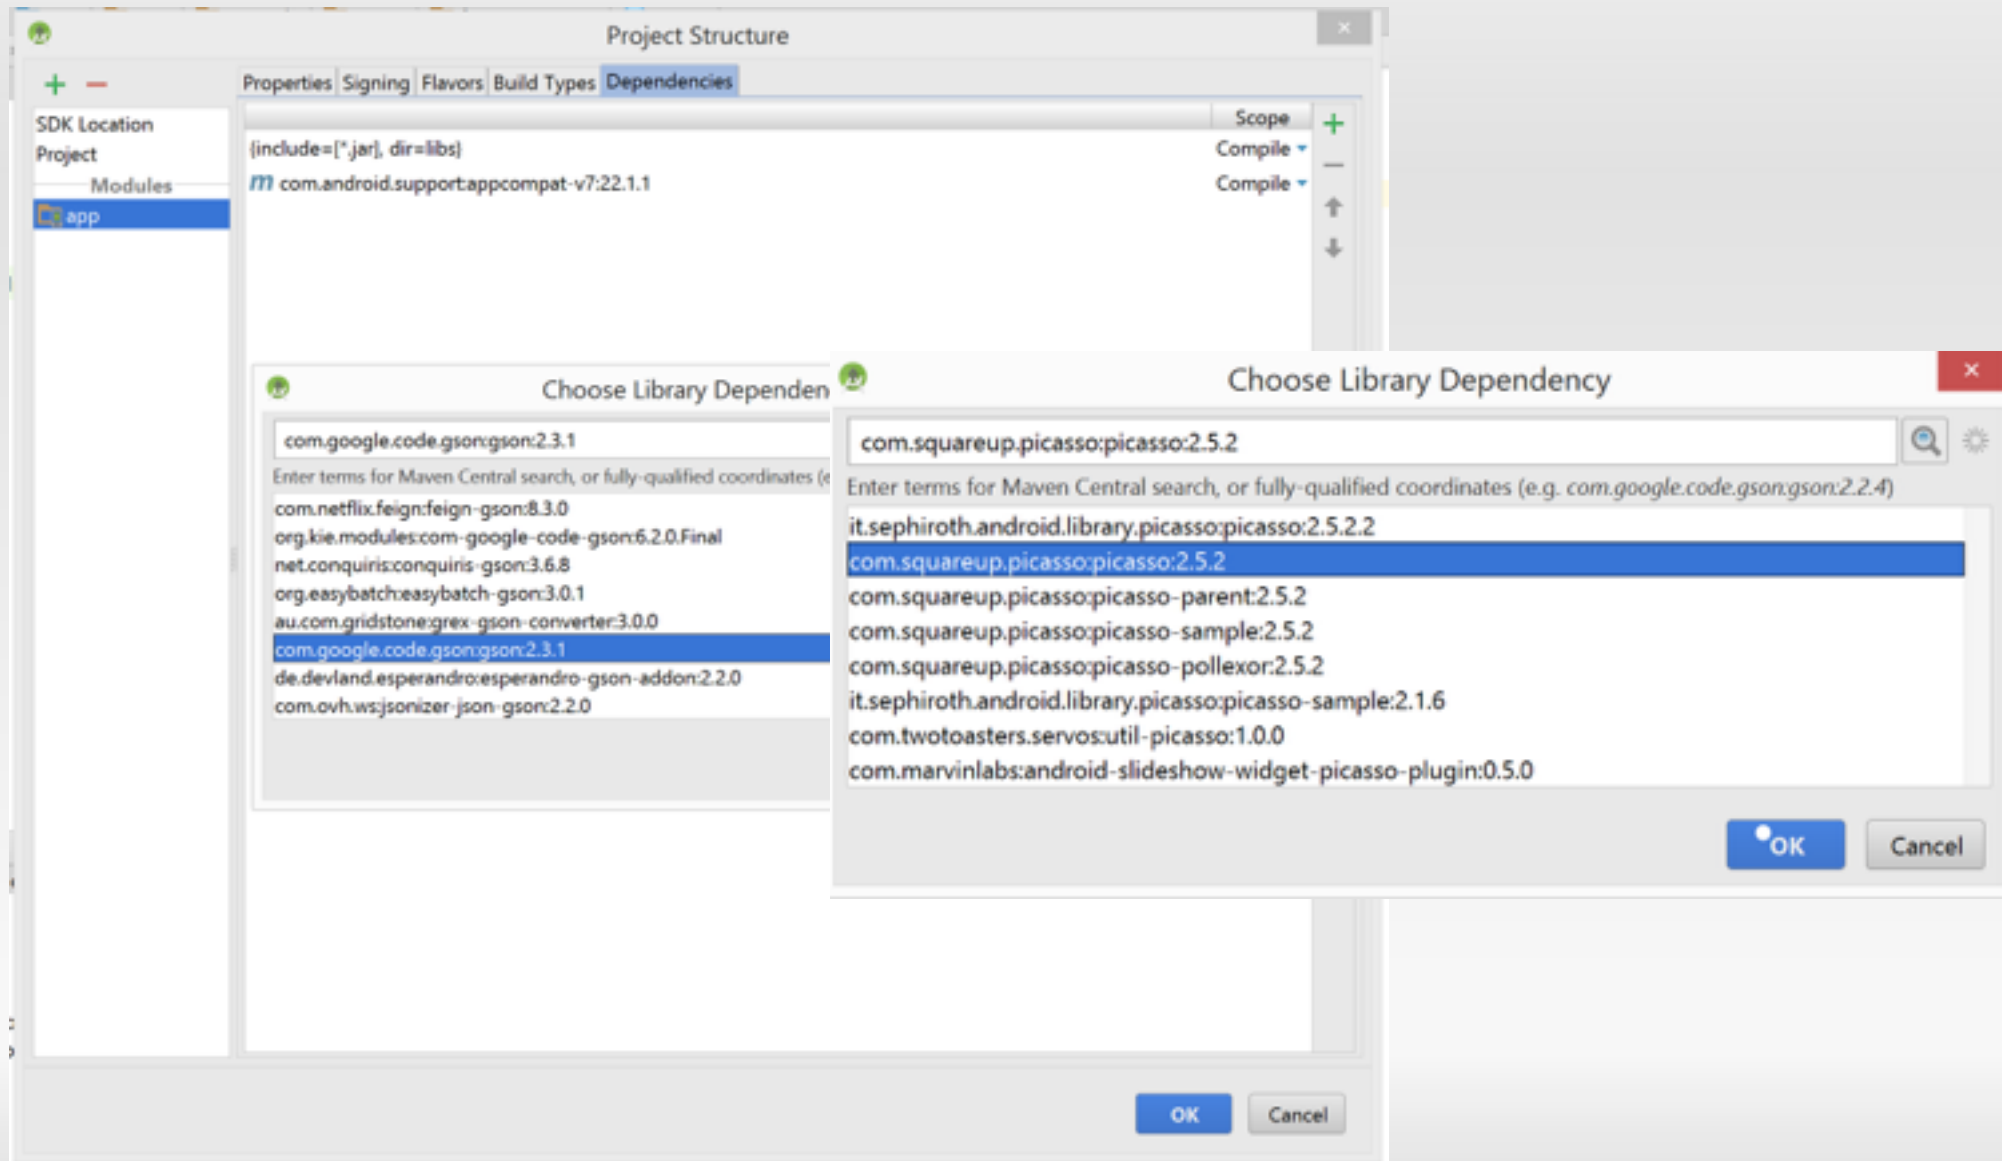 Project Structure
Properties Signing Flavors Build Types Dependencies
SDK Location
Project
Modules
app
Scope
{include=[*.jar], dir=libs} Compile
m com.android.support:appcompat-v7:22.1.1 Compile
Choose Library Dependen
com.google.code.gson:gson:2.3.1
Enter terms for Maven Central search, or fully-qualified coordinates (e
com.netflix.feign:feign-gson:8.3.0
org.kie.modules:com-google-code-gson:6.2.0.Final
net.conquiris:conquiris-gson:3.6.8
org.easybatch:easybatch-gson:3.0.1
au.com.gridstone:grex-gson-converter:3.0.0
com.google.code.gson:gson:2.3.1
de.devland.esperandro:esperandro-gson-addon:2.2.0
com.ovh.ws:jsonizer-json-gson:2.2.0
Choose Library Dependency
com.squareup.picasso:picasso:2.5.2
Enter terms for Maven Central search, or fully-qualified coordinates (e.g. com.google.code.gson:gson:2.2.4)
it.sephiroth.android.library.picasso:picasso:2.5.2.2
com.squareup.picasso:picasso:2.5.2
com.squareup.picasso:picasso-parent:2.5.2
com.squareup.picasso:picasso-sample:2.5.2
com.squareup.picasso:picasso-pollexor:2.5.2
it.sephiroth.android.library.picasso:picasso-sample:2.1.6
com.twotoasters.servos:util-picasso:1.0.0
com.marvinlabs:android-slideshow-widget-picasso-plugin:0.5.0
OK Cancel
OK Cancel